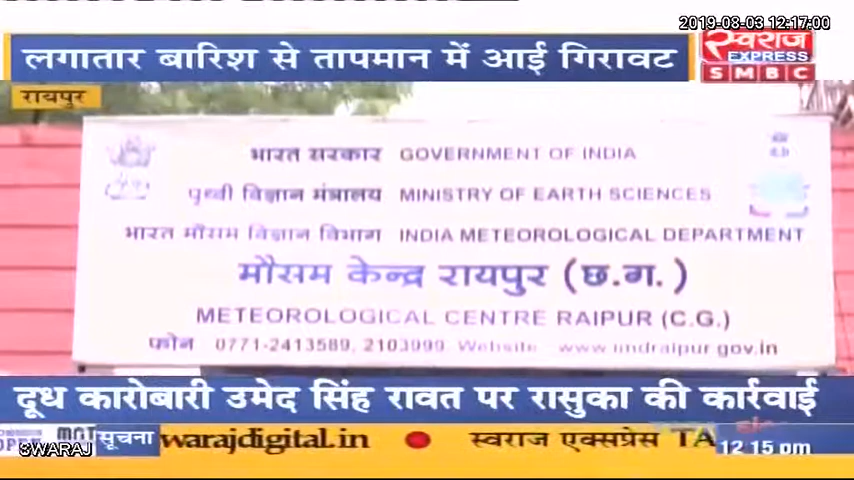 2019-08-03 12:17:00
लगातार बारिश से तापमान में आई गिरावट
स्वराज
EXPRESS
SMBC
रायपुर
भारत सरकार GOVERNMENT OF INDIA
पृथ्वी विज्ञान मंत्रालय MINISTRY OF EARTH SCIENCES
भारत मौसम विज्ञान विभाग INDIA METEOROLOGICAL DEPARTMENT
मौसम केन्द्र रायपुर (छ.ग.)
METEOROLOGICAL CENTRE RAIPUR (C.G.)
फोन 0771-2413589, 2103999 Website www.imdraipur gov.in
दूध कारोबारी उमेद सिंह रावत पर रासुका की कार्रवाई
सूचना warajdigital.in स्वराज एक्सप्रेस TA
SWARAJ
12:15 pm